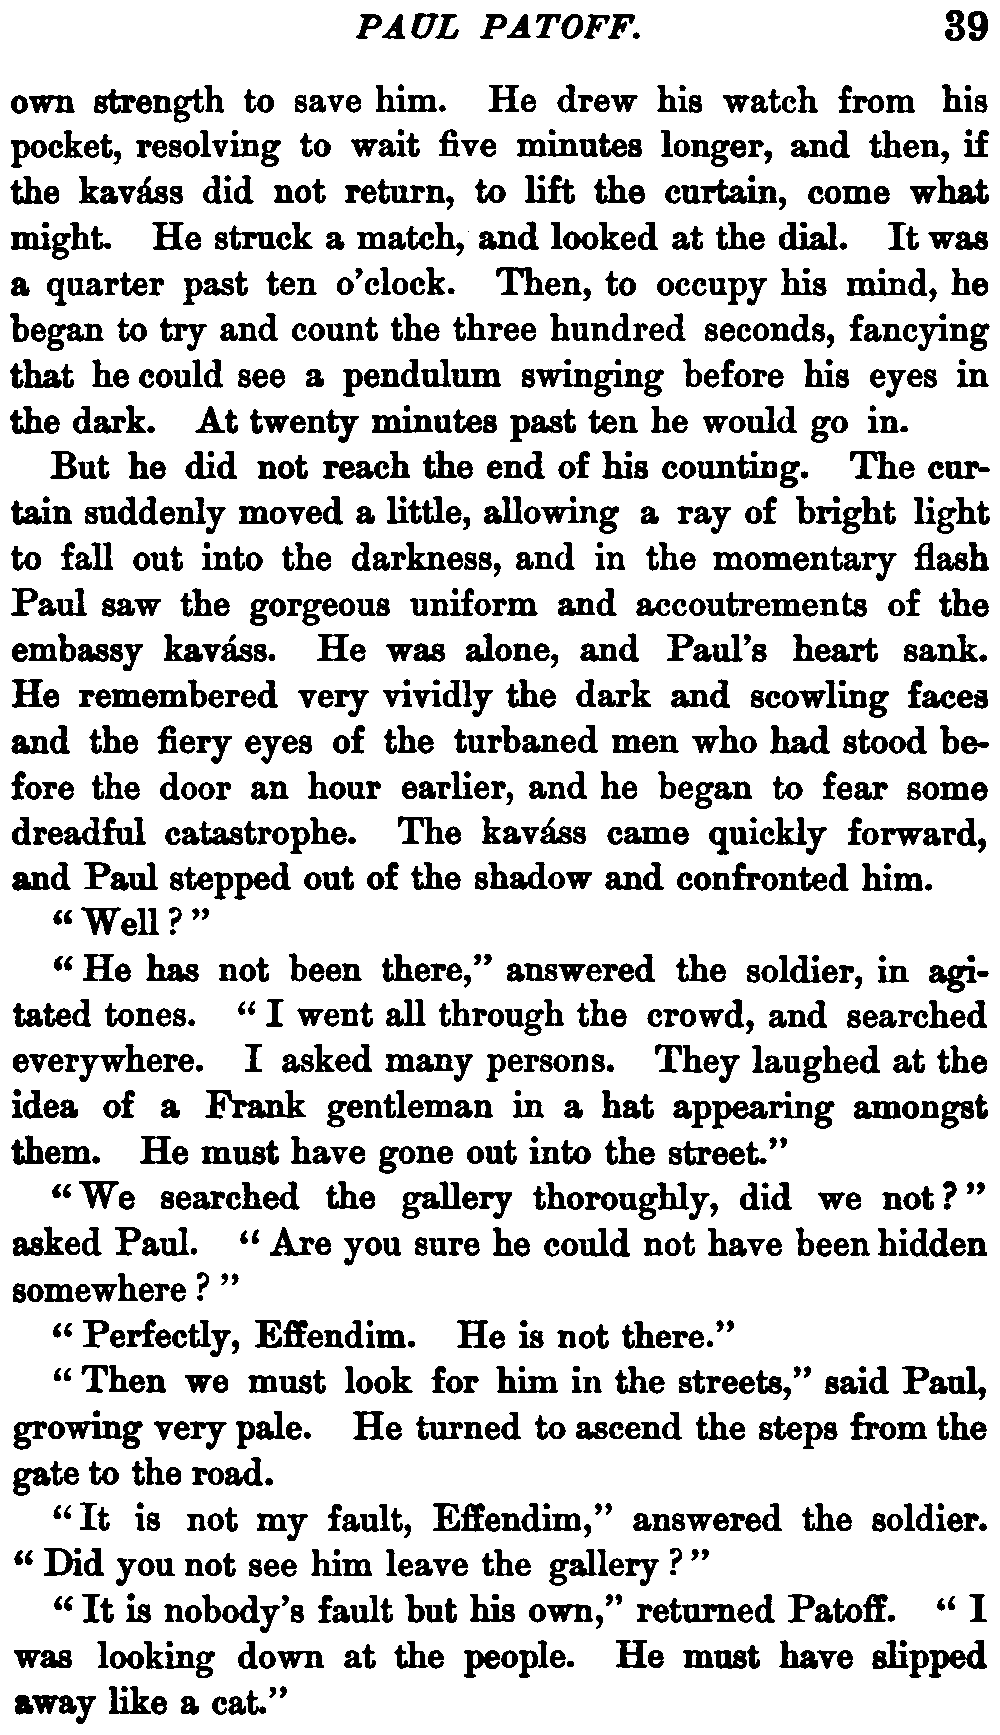 PAUL PATOFF. 39
own strength to save him. He drew his watch from his
pocket, resolving to wait five minutes longer, and then, if
the kaváss did not return, to lift the curtain, come what
might. He struck a match, and looked at the dial. It was
a quarter past ten o'clock. Then, to occupy his mind, he
began to try and count the three hundred seconds, fancying
that he could see a pendulum swinging before his eyes in
the dark. At twenty minutes past ten he would go in.
But he did not reach the end of his counting. The cur-
tain suddenly moved a little, allowing a ray of bright light
to fall out into the darkness, and in the momentary flash
Paul saw the gorgeous uniform and accoutrements of the
embassy kaváss. He was alone, and Paul's heart sank.
He remembered very vividly the dark and scowling faces
and the fiery eyes of the turbaned men who had stood be-
fore the door an hour earlier, and he began to fear some
dreadful catastrophe. The kaváss came quickly forward,
and Paul stepped out of the shadow and confronted him.
"Well?"
"He has not been there," answered the soldier, in agi-
tated tones. "I went all through the crowd, and searched
everywhere. I asked many persons. They laughed at the
idea of a Frank gentleman in a hat appearing amongst
them. He must have gone out into the street."
"We searched the gallery thoroughly, did we not?"
asked Paul. "Are you sure he could not have been hidden
somewhere?"
"Perfectly, Effendim. He is not there."
"Then we must look for him in the streets," said Paul,
growing very pale. He turned to ascend the steps from the
gate to the road.
"It is not my fault, Effendim," answered the soldier.
"Did you not see him leave the gallery?"
"It is nobody's fault but his own," returned Patoff. "I
was looking down at the people. He must have slipped
away like a cat."